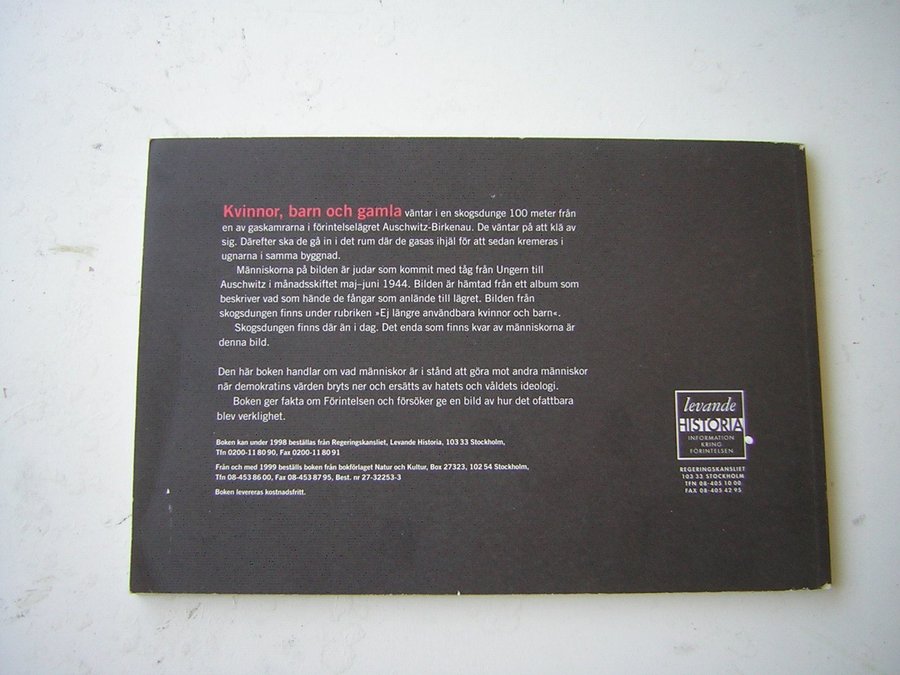 Kvinnor, barn och gamla väntar i en skogsdunge 100 meter från
en av gaskamrarna i förintelselägret Auschwitz-Birkenau. De väntar på att klä av
sig. Därefter ska de gå in i det rum där de gasas ihjäl för att sedan kremeras i
ugnarna i samma byggnad.
Människorna på bilden är judar som kommit med tåg från Ungern till
Auschwitz i månadsskiftet maj–juni 1944. Bilden är hämtad från ett album som
beskriver vad som hände de fångar som anlände till lägret. Bilden från
skogsdungen finns under rubriken »Ej längre användbara kvinnor och barn«.
Skogsdungen finns där än i dag. Det enda som finns kvar av människorna är
denna bild.
Den här boken handlar om vad människor är i stånd att göra mot andra människor
när demokratins värden bryts ner och ersätts av hatets och våldets ideologi.
Boken ger fakta om Förintelsen och försöker ge en bild av hur det ofattbara
blev verklighet.
Boken kan under 1998 beställas från Regeringskansliet, Levande Historia, 103 33 Stockholm,
Tfn 0200-11 80 90, Fax 0200-11 80 91
Från och med 1999 beställs boken från bokförlaget Natur och Kultur, Box 27323, 102 54 Stockholm,
Tfn 08-453 86 00, Fax 08-453 87 95, Best. nr 27-32253-3
Boken levereras kostnadsfritt.
levande
HISTORIA
INFORMATION
KRING
FÖRINTELSEN
REGERINGSKANSLIET
103 33 STOCKHOLM
TFN 08-405 10 00
FAX 08-405 42 95